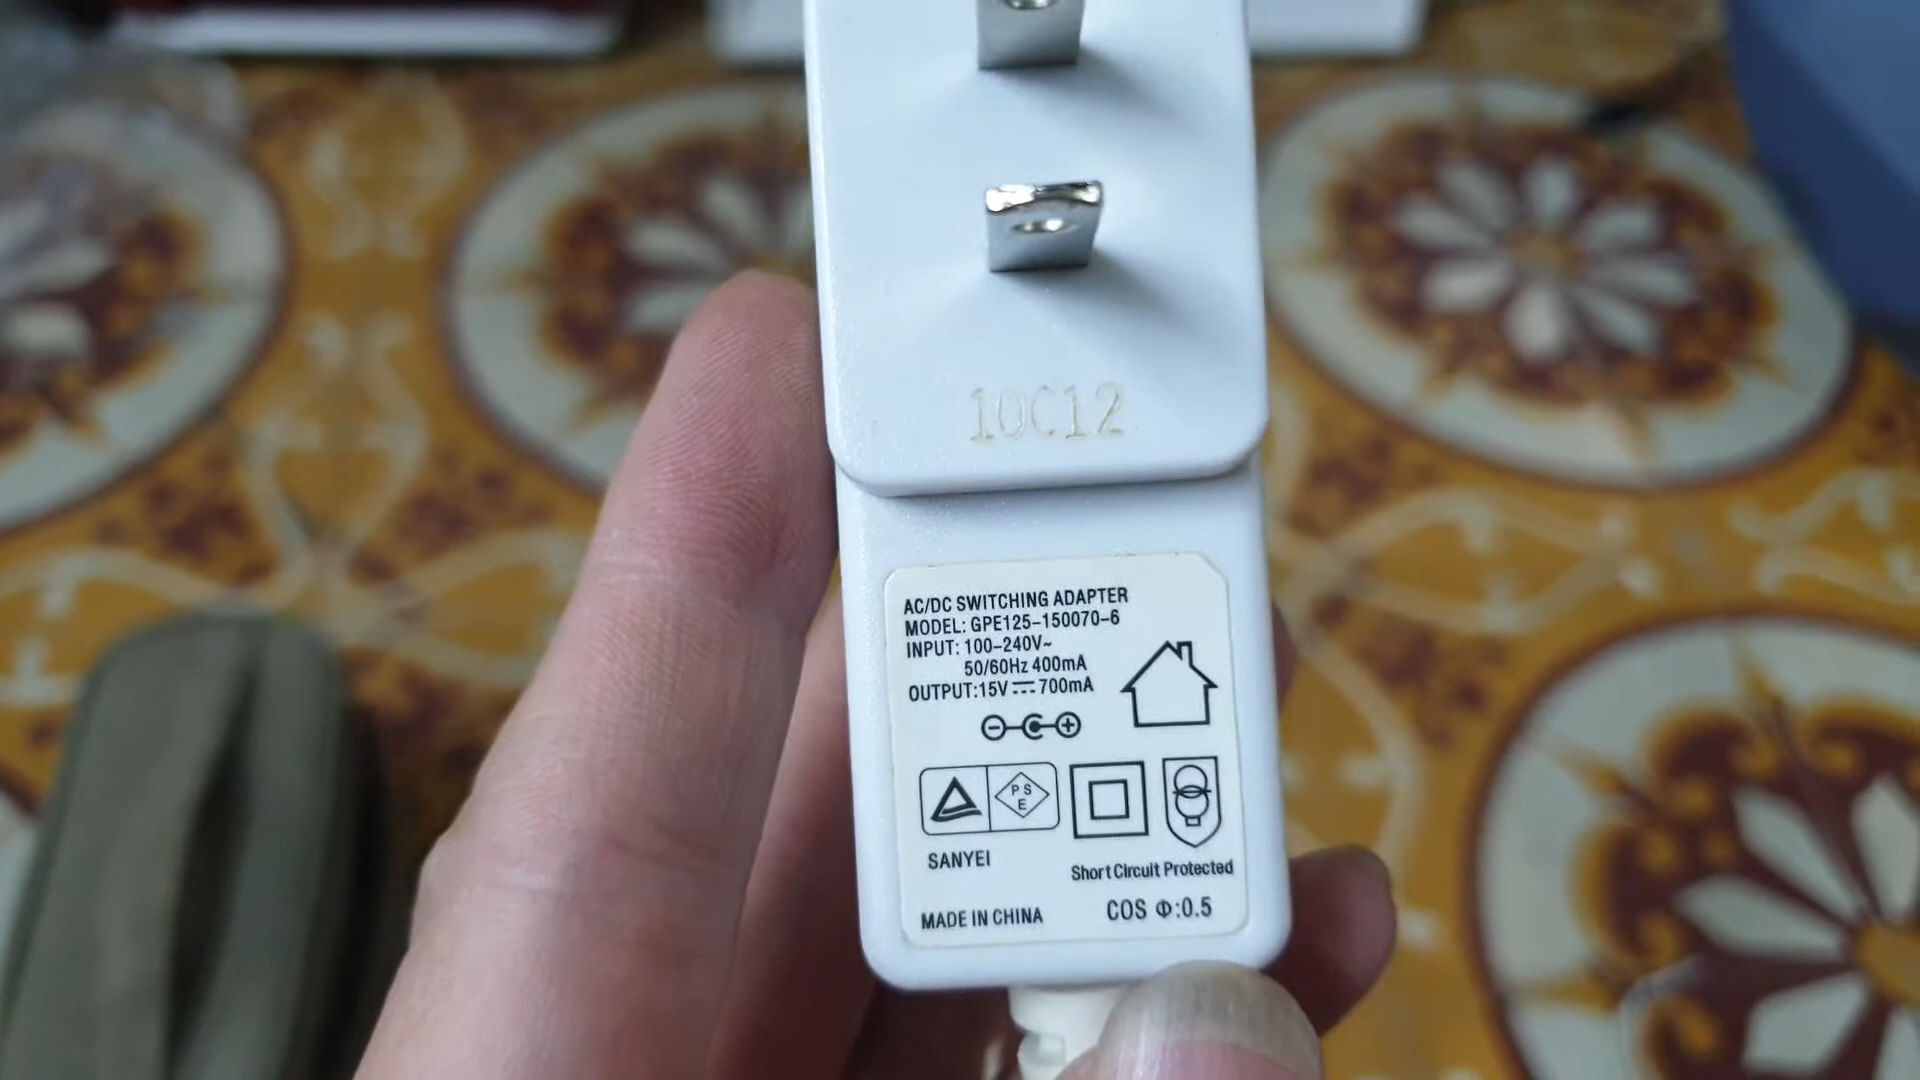 10C12
AC/DC SWITCHING ADAPTER
MODEL: GPE125-150070-6
INPUT: 100-240V~
50/60Hz 400mA
OUTPUT:15V⎓700mA
PS
E
SANYEI
Short Circuit Protected
MADE IN CHINA
COS Φ:0.5